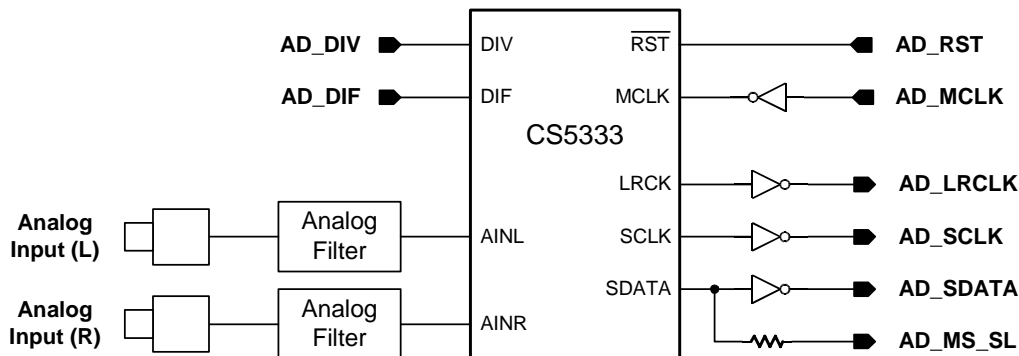 AD_DIV
DIV
RST
AD_RST
AD_DIF
DIF
MCLK
AD_MCLK
CS5333
LRCK
AD_LRCLK
Analog
Input (L)
Analog
Filter
AINL
SCLK
AD_SCLK
SDATA
AD_SDATA
Analog
Input (R)
Analog
Filter
AINR
AD_MS_SL